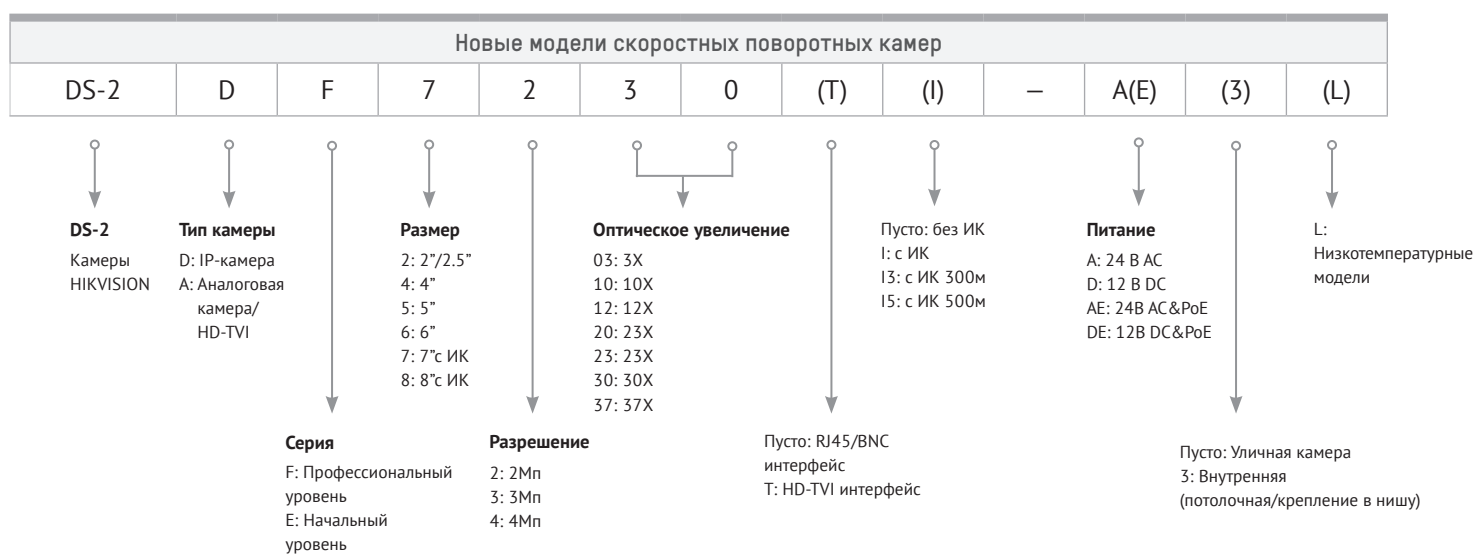 Новые модели скоростных поворотных камер
DS-2 D F 7 2 3 0 (T) (I) — A(E) (3) (L)
DS-2
Камеры
HIKVISION
Тип камеры
D: IP-камера
A: Аналоговая
камера/
HD-TVI
Размер
2: 2”/2.5”
4: 4”
5: 5”
6: 6”
7: 7”с ИК
8: 8”с ИК
Оптическое увеличение
03: 3X
10: 10X
12: 12X
20: 23X
23: 23X
30: 30X
37: 37X
Пусто: без ИК
I: с ИК
I3: с ИК 300м
I5: с ИК 500м
Питание
A: 24 В AC
D: 12 В DC
AE: 24В AC&PoE
DE: 12В DC&PoE
L:
Низкотемпературные
модели
Серия
F: Профессиональный
уровень
E: Начальный
уровень
Разрешение
2: 2Мп
3: 3Мп
4: 4Мп
Пусто: RJ45/BNC
интерфейс
T: HD-TVI интерфейс
Пусто: Уличная камера
3: Внутренняя
(потолочная/крепление в нишу)